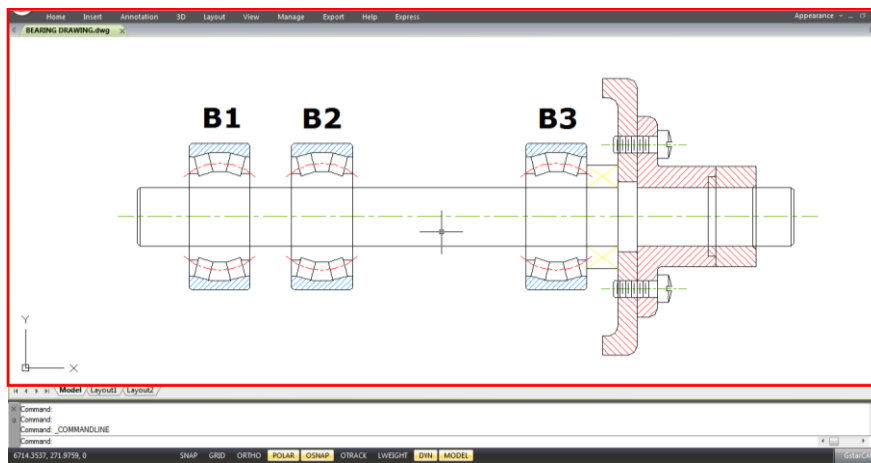 Home Insert Annotation 3D Layout View Manage Export Help Express Appearance
BEARING DRAWING.dwg
B1 B2 B3
Y
X
Model Layout1 Layout2
Command:
Command:
Command: _COMMANDLINE
Command:
6714.3537, 271.9759, 0 SNAP GRID ORTHO POLAR OSNAP OTRACK LWEIGHT DYN MODEL